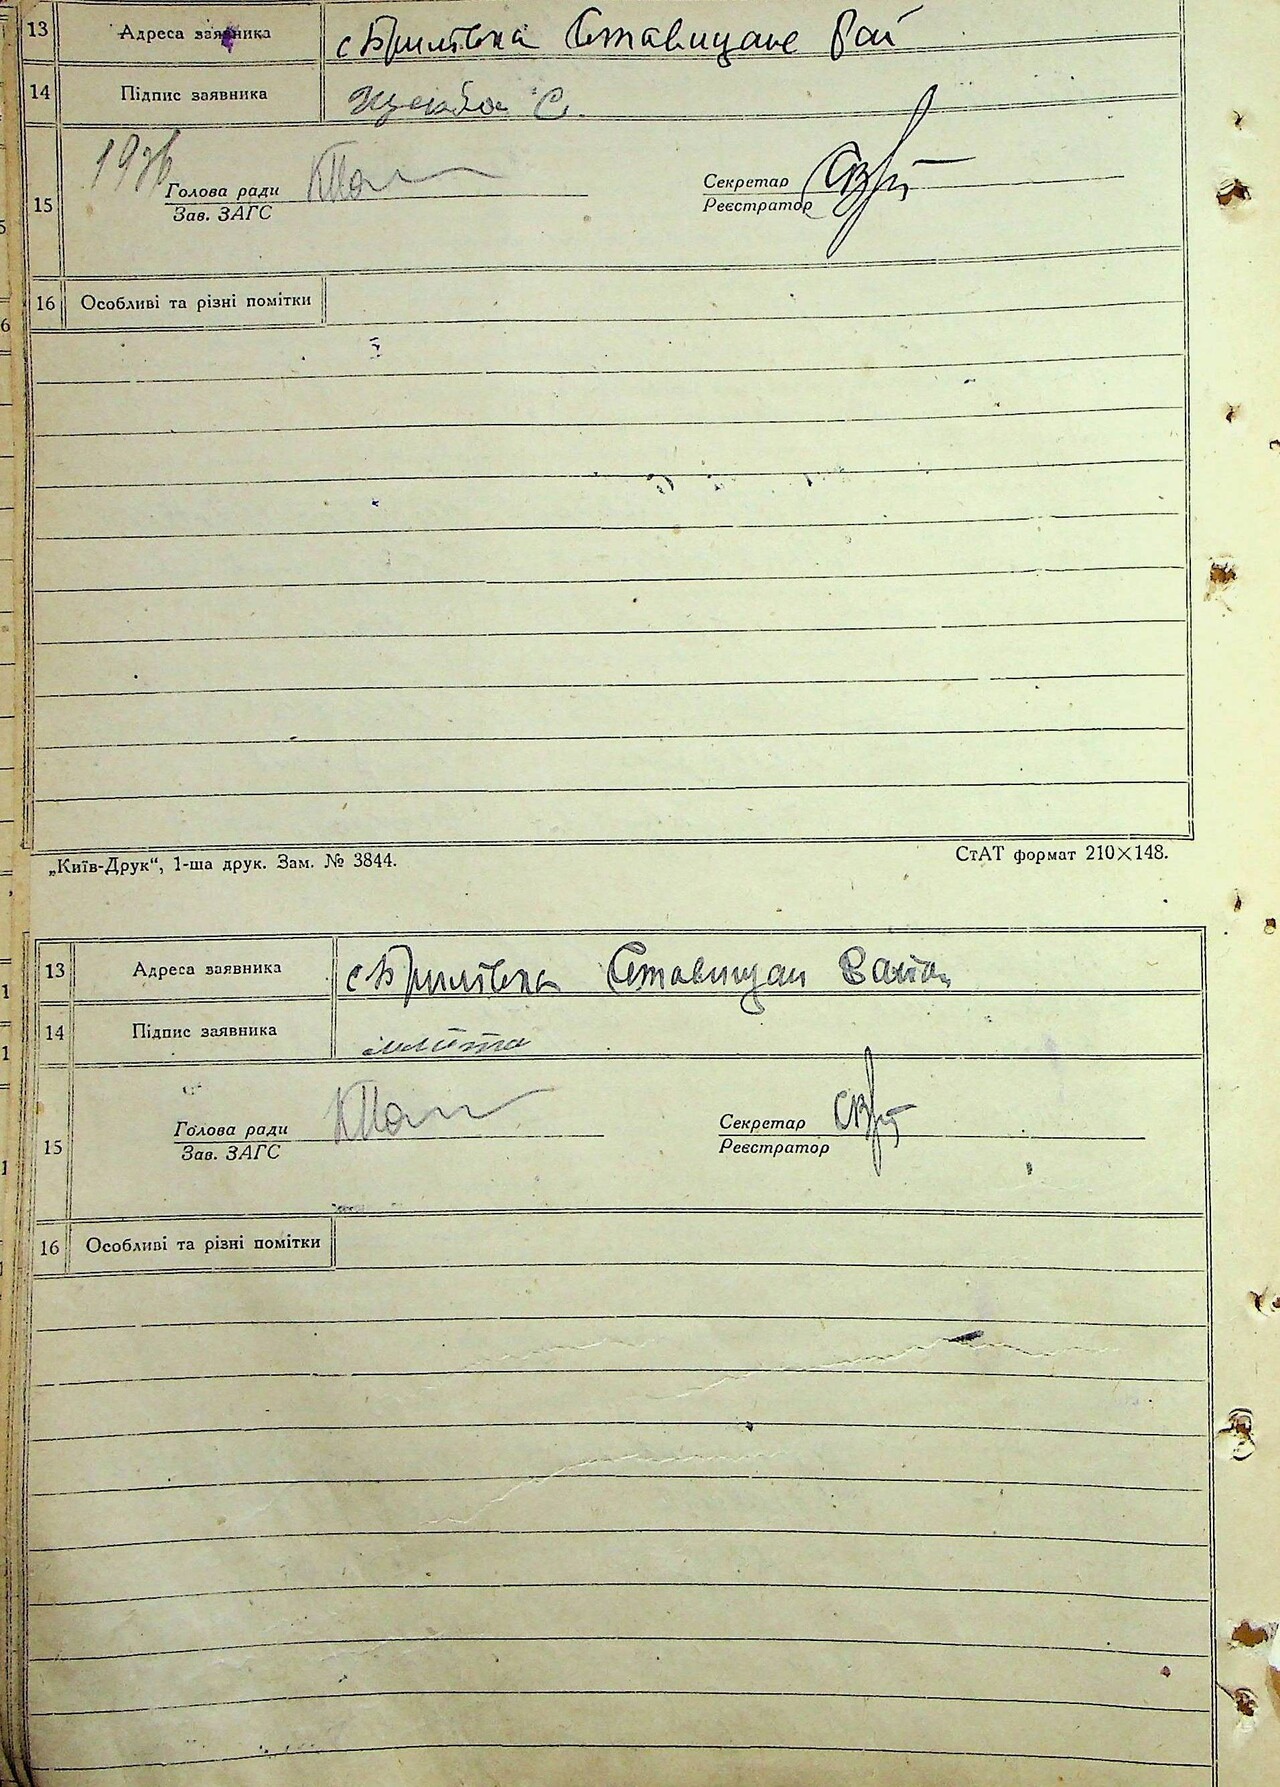 13 Адреса заявника с Брилівка Ставищане Рай
14 Підпис заявника С.
15 Голова ради Секретар
Зав. ЗАГС Реєстратор
16 Особливі та різні помітки
„Київ-Друк“, 1-ша друк. Зам. № 3844. СтАТ формат 210×148.
13 Адреса заявника с Брилівка Ставищан
14 Підпис заявника
15 Голова ради Секретар
Зав. ЗАГС Реєстратор
16 Особливі та різні помітки